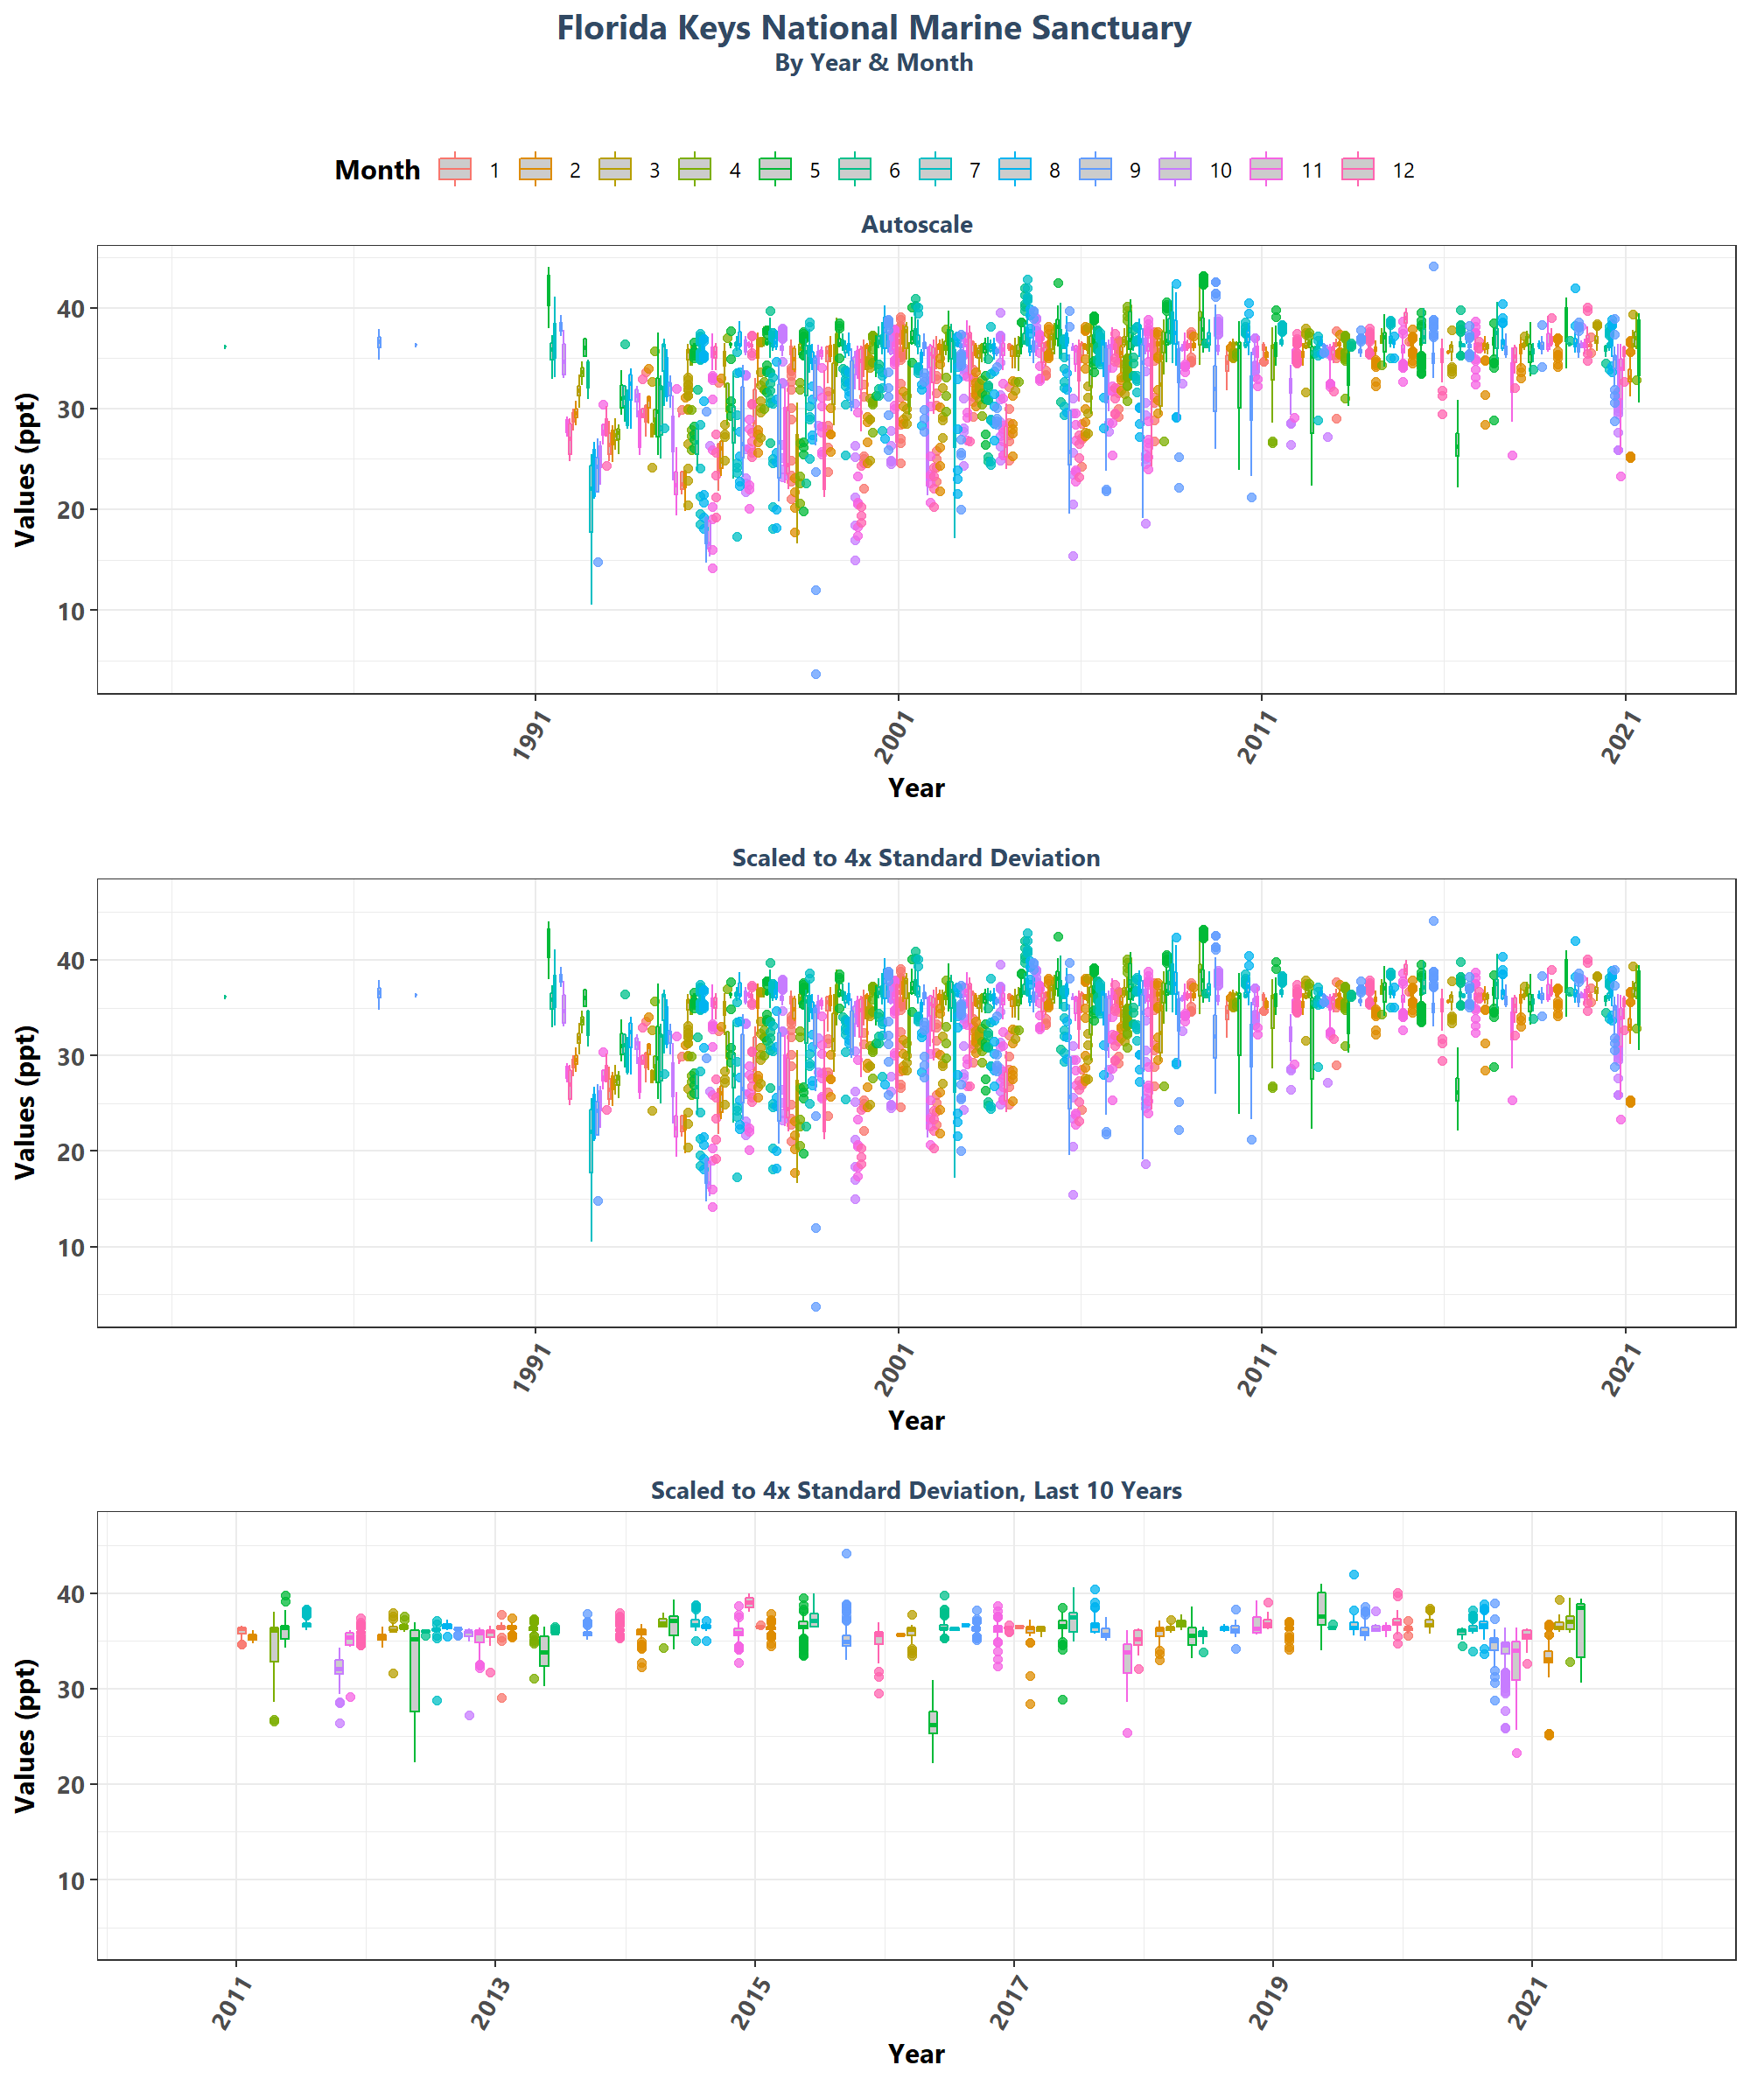 Florida Keys National Marine Sanctuary
By Year & Month
Month 1 2 3 4 5 6 7 8 9 10 11 12
Autoscale
Values (ppt)
40
30
20
10
1991 2001 2011 2021
Year
Scaled to 4x Standard Deviation
Values (ppt)
40
30
20
10
1991 2001 2011 2021
Year
Scaled to 4x Standard Deviation, Last 10 Years
Values (ppt)
40
30
20
10
2011 2013 2015 2017 2019 2021
Year